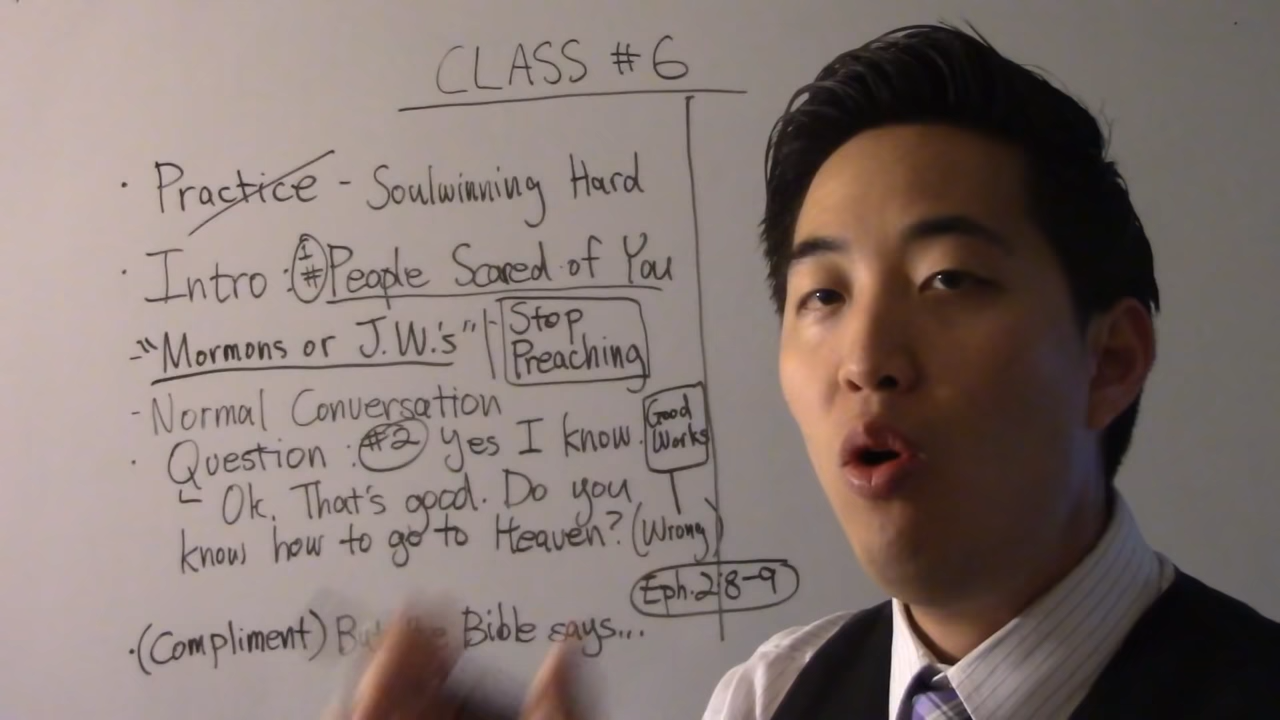 CLASS #6
· Practice - Soulwinning Hard
· Intro: #1 People Scared of You
- "Mormons or J.W.'s" Stop Preaching
- Normal Conversation
· Question: #2 Yes I know. Good Works
Ok. That's good. Do you
know how to go to Heaven? (Wrong)
Eph. 2:8-9
· (Compliment) But the Bible says...